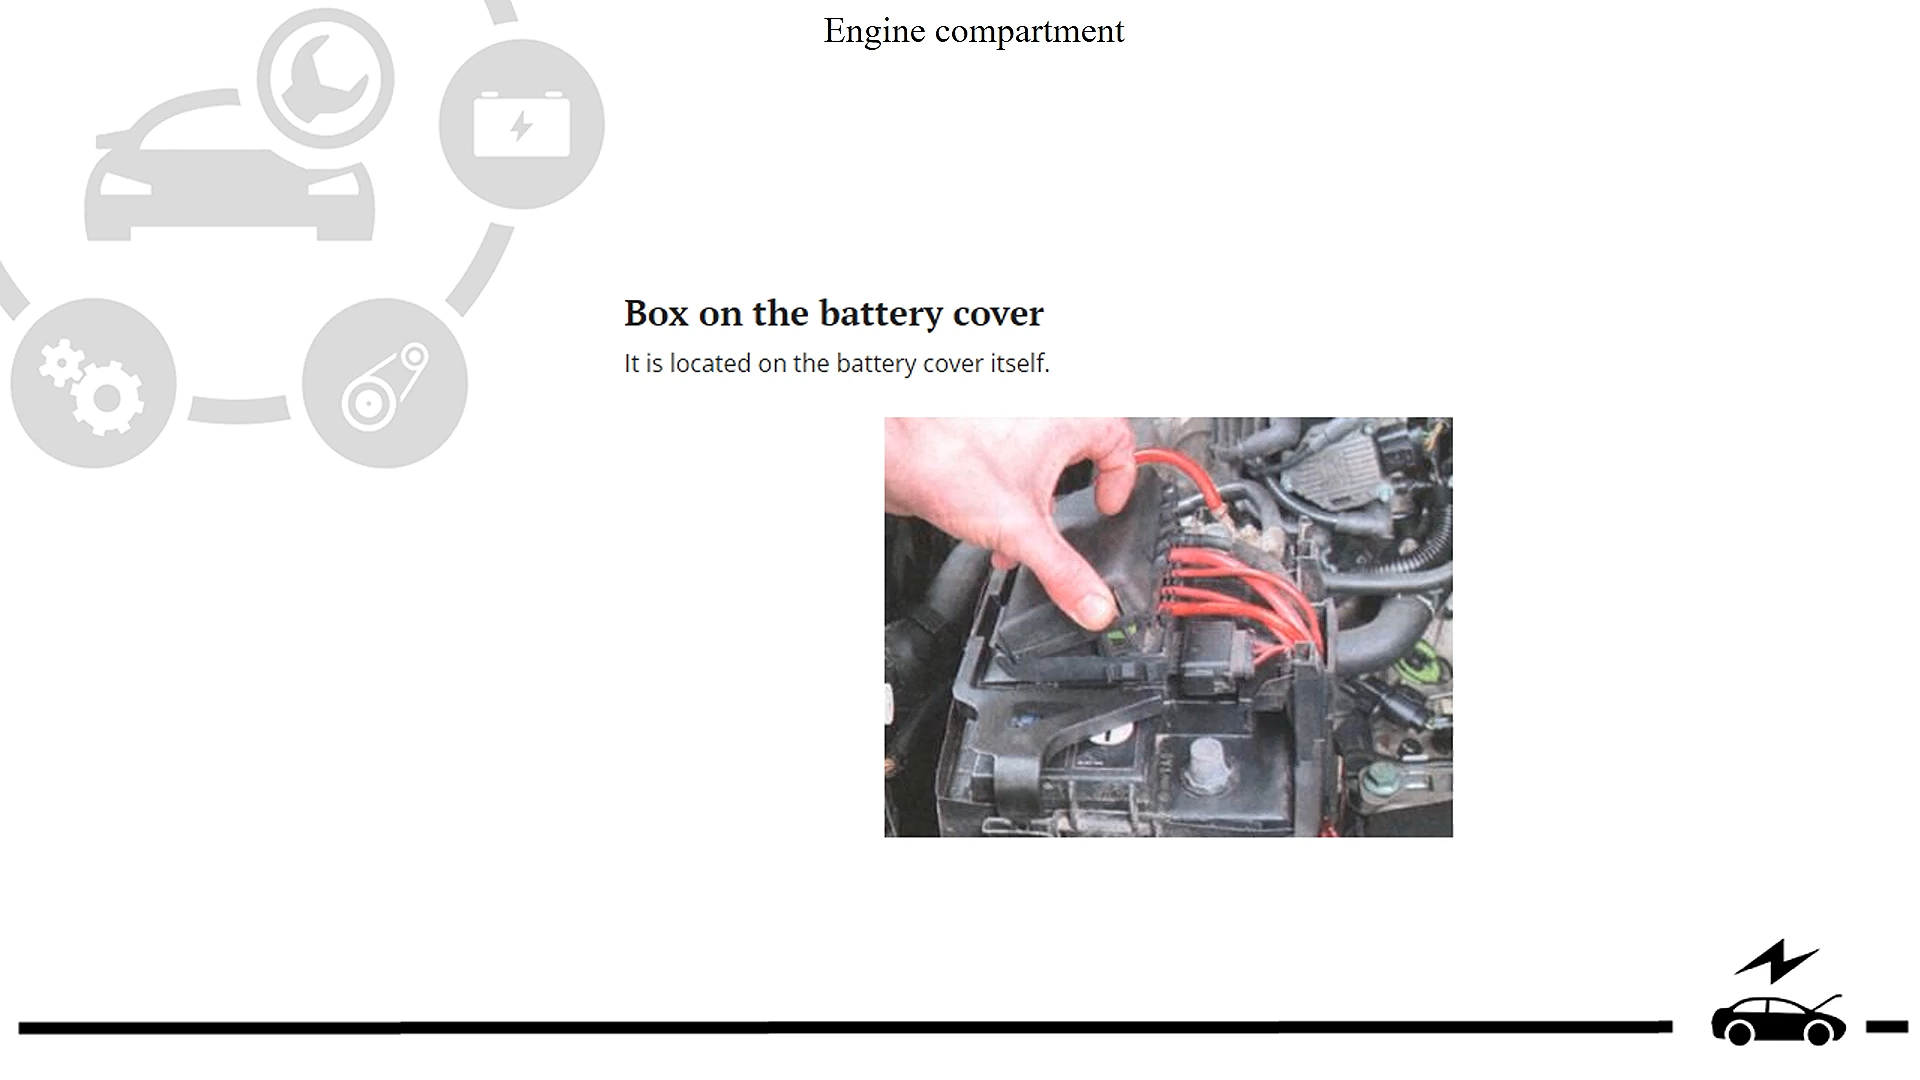 Engine compartment
Box on the battery cover
It is located on the battery cover itself.